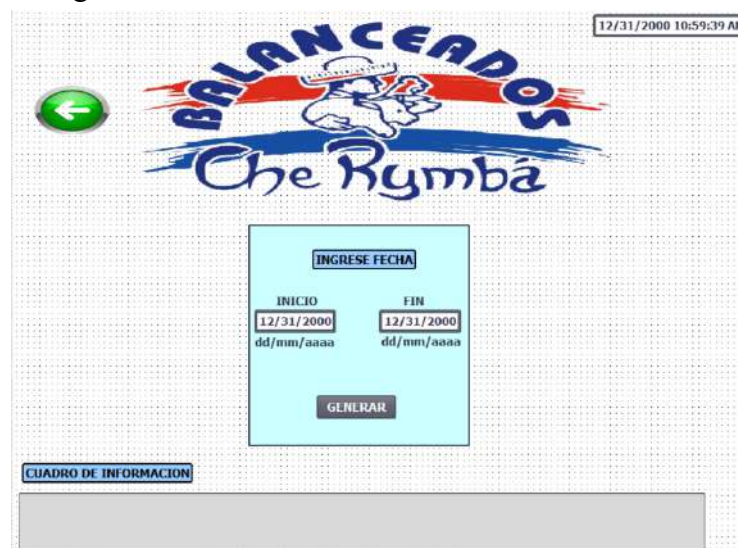 12/31/2000 10:59:39 A
BALANCEADOS
Che Rymbá
INGRESE FECHA
INICIO FIN
12/31/2000 12/31/2000
dd/mm/aaaa dd/mm/aaaa
GENERAR
CUADRO DE INFORMACION